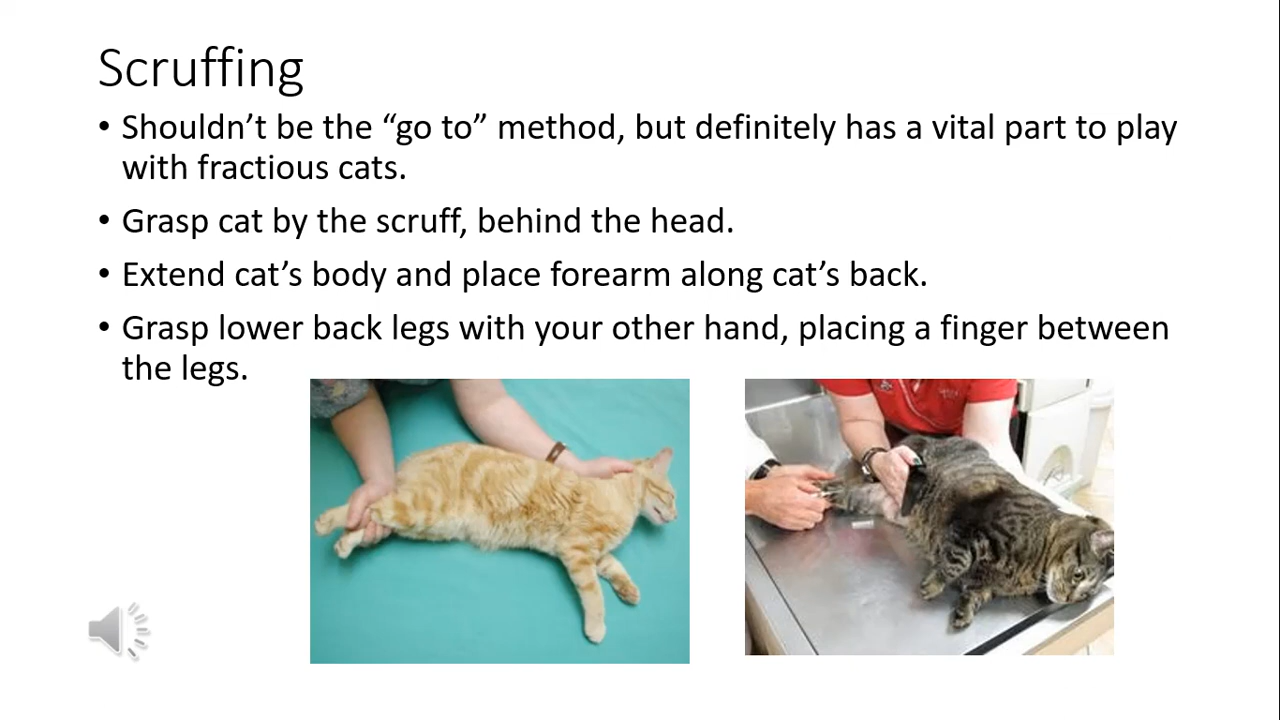 Scruffing
• Shouldn’t be the “go to” method, but definitely has a vital part to play
with fractious cats.
• Grasp cat by the scruff, behind the head.
• Extend cat’s body and place forearm along cat’s back.
• Grasp lower back legs with your other hand, placing a finger between
the legs.